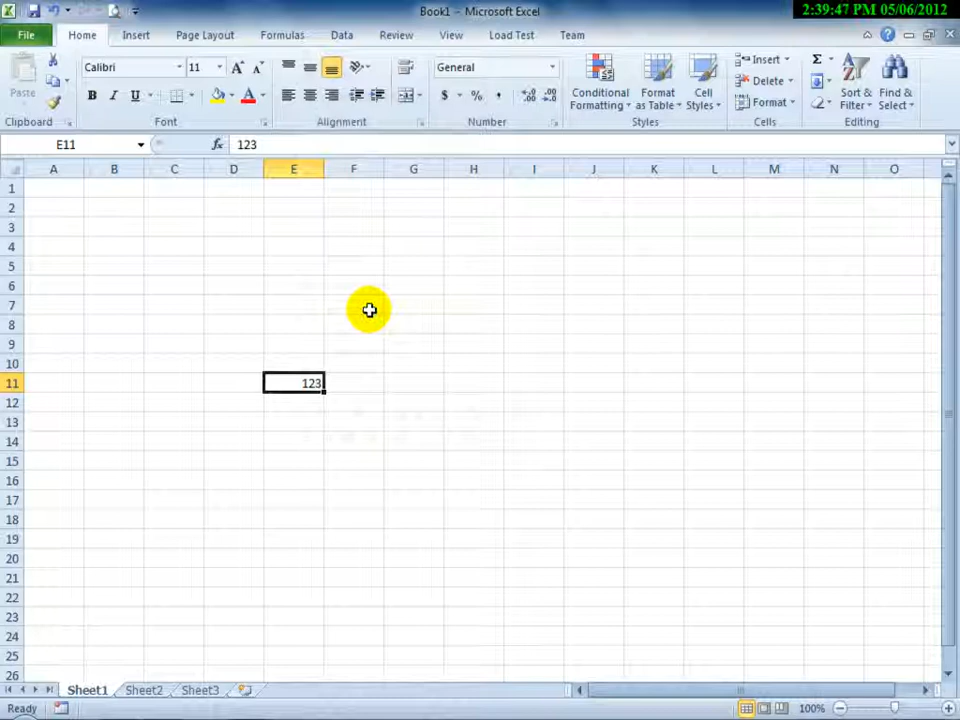 Book1 – Microsoft Excel
2:39:47 PM 05/06/2012
File Home Insert Page Layout Formulas Data Review View Load Test Team
Calibri 11 General Insert
Paste Conditional Format Cell Delete Sort & Find &
Formatting as Table Styles Format Filter Select
Clipboard Font Alignment Number Styles Cells Editing
E11 fx 123
A B C D E F G H I J K L M N O
1
2
3
4
5
6
7
8
9
10
11 123
12
13
14
15
16
17
18
19
20
21
22
23
24
25
26
Sheet1 Sheet2 Sheet3
Ready 100%